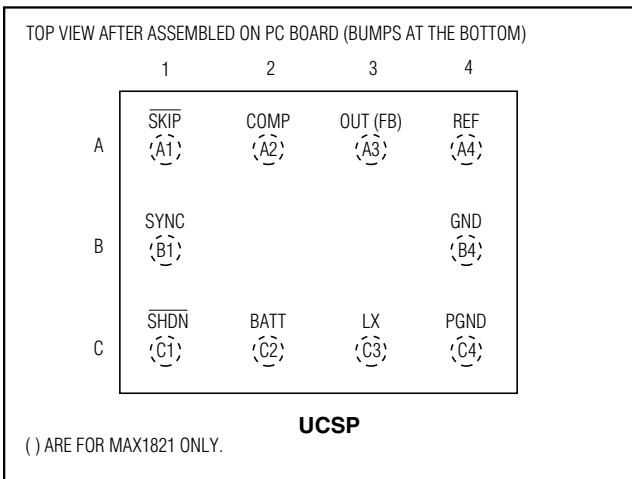 TOP VIEW AFTER ASSEMBLED ON PC BOARD (BUMPS AT THE BOTTOM)
1 2 3 4
SKIP COMP OUT (FB) REF
A A1 A2 A3 A4
SYNC GND
B B1 B4
SHDN BATT LX PGND
C C1 C2 C3 C4
UCSP
( ) ARE FOR MAX1821 ONLY.